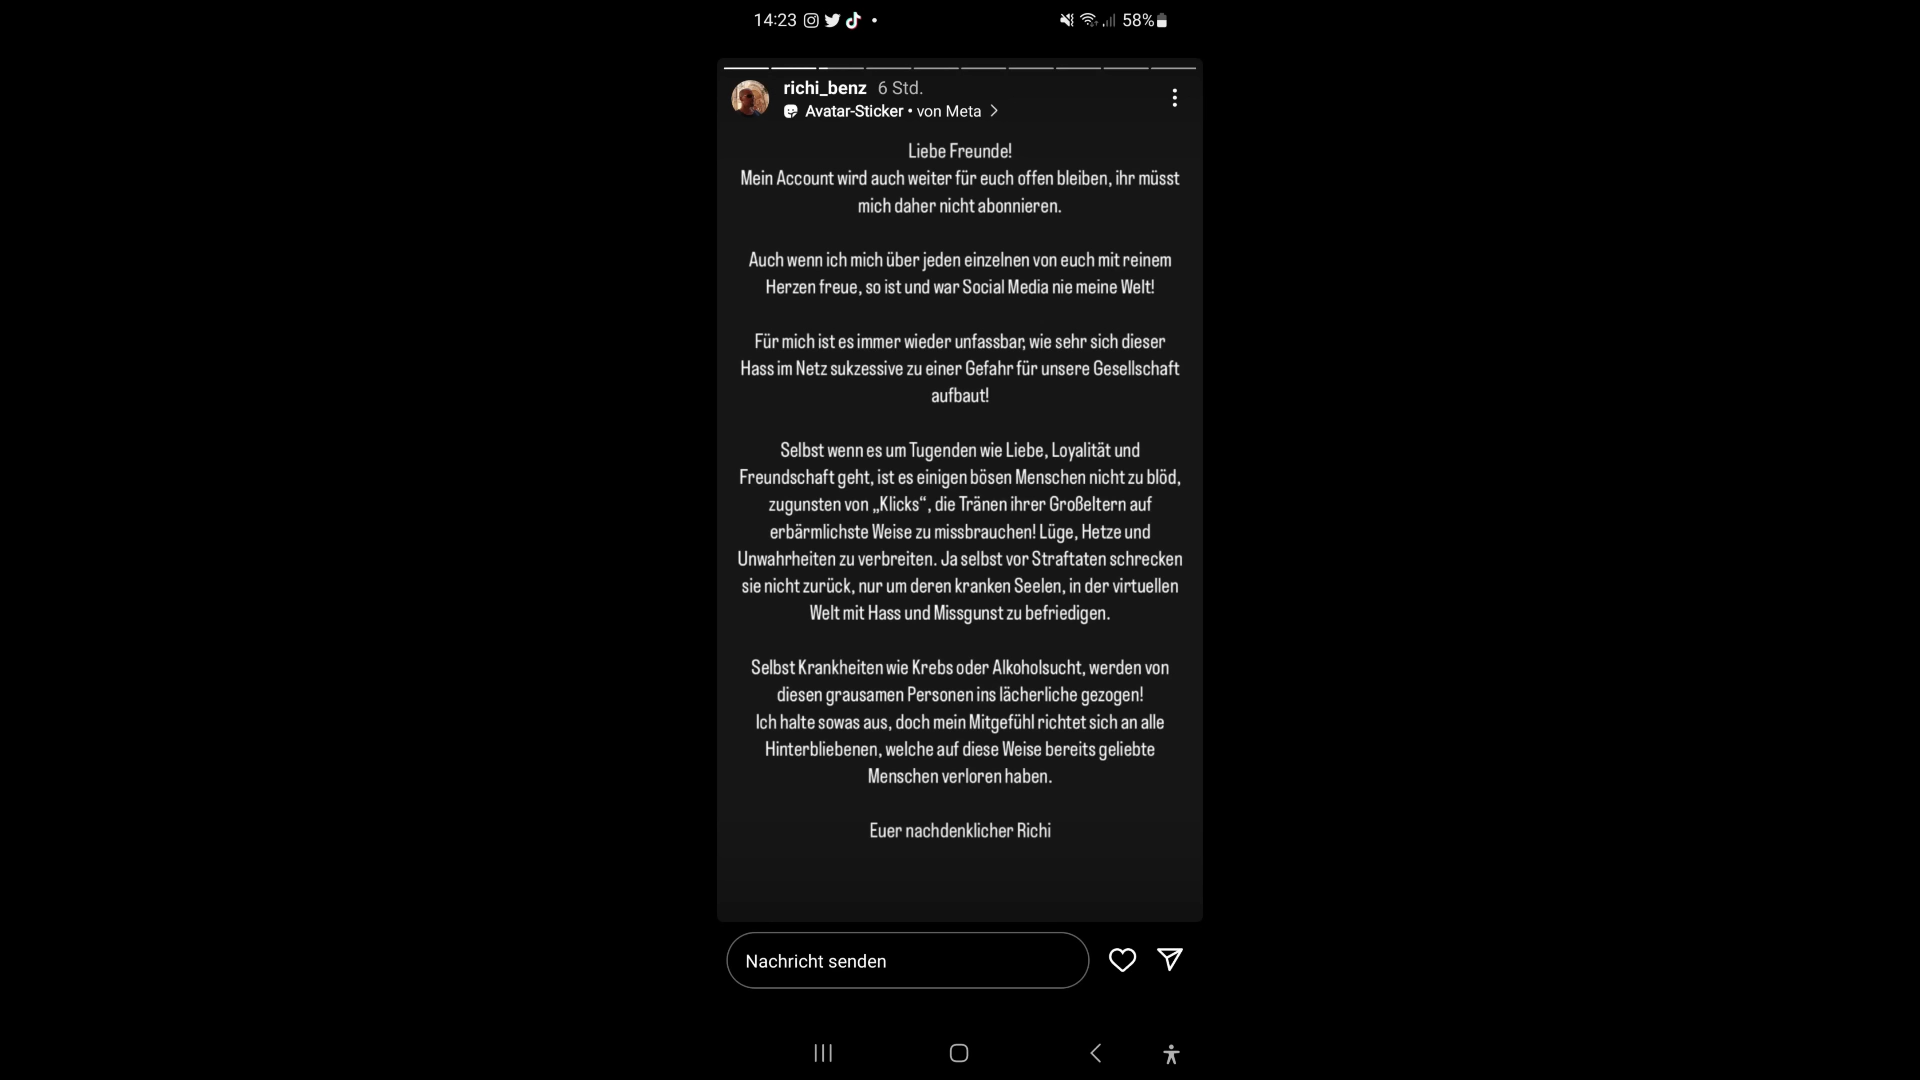 14:23
58%
richi_benz 6 Std.
Avatar-Sticker • von Meta
Liebe Freunde!
Mein Account wird auch weiter für euch offen bleiben, ihr müsst
mich daher nicht abonnieren.
Auch wenn ich mich über jeden einzelnen von euch mit reinem
Herzen freue, so ist und war Social Media nie meine Welt!
Für mich ist es immer wieder unfassbar, wie sehr sich dieser
Hass im Netz sukzessive zu einer Gefahr für unsere Gesellschaft
aufbaut!
Selbst wenn es um Tugenden wie Liebe, Loyalität und
Freundschaft geht, ist es einigen bösen Menschen nicht zu blöd,
zugunsten von „Klicks“, die Tränen ihrer Großeltern auf
erbärmlichste Weise zu missbrauchen! Lüge, Hetze und
Unwahrheiten zu verbreiten. Ja selbst vor Straftaten schrecken
sie nicht zurück, nur um deren kranken Seelen, in der virtuellen
Welt mit Hass und Missgunst zu befriedigen.
Selbst Krankheiten wie Krebs oder Alkoholsucht, werden von
diesen grausamen Personen ins lächerliche gezogen!
Ich halte sowas aus, doch mein Mitgefühl richtet sich an alle
Hinterbliebenen, welche auf diese Weise bereits geliebte
Menschen verloren haben.
Euer nachdenklicher Richi
Nachricht senden